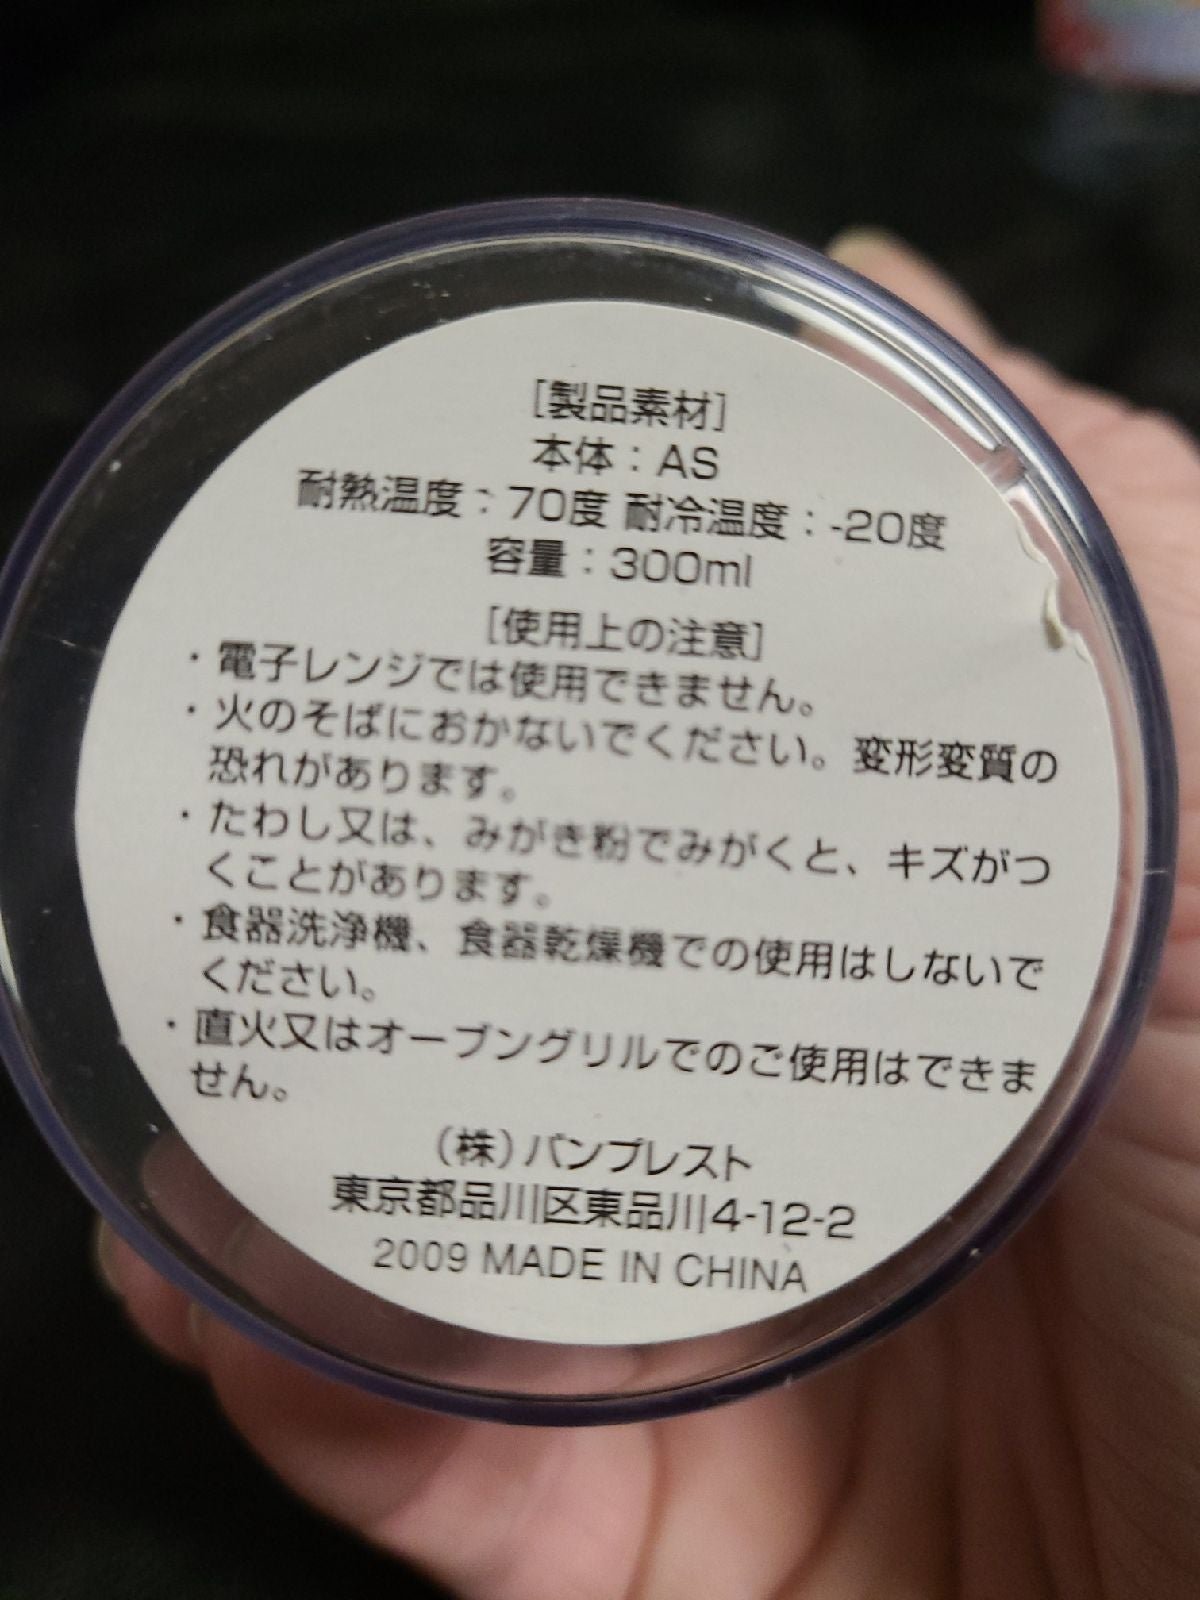 [製品素材]
本体：AS
耐熱温度：70度 耐冷温度：-20度
容量：300ml
[使用上の注意]
・電子レンジでは使用できません。
・火のそばにおかないでください。変形変質の
恐れがあります。
・たわし又は、みがき粉でみがくと、キズがつ
くことがあります。
・食器洗浄機、食器乾燥機での使用はしないで
ください。
・直火又はオーブングリルでのご使用はできま
せん。
(株)バンプレスト
東京都品川区東品川4-12-2
2009 MADE IN CHINA